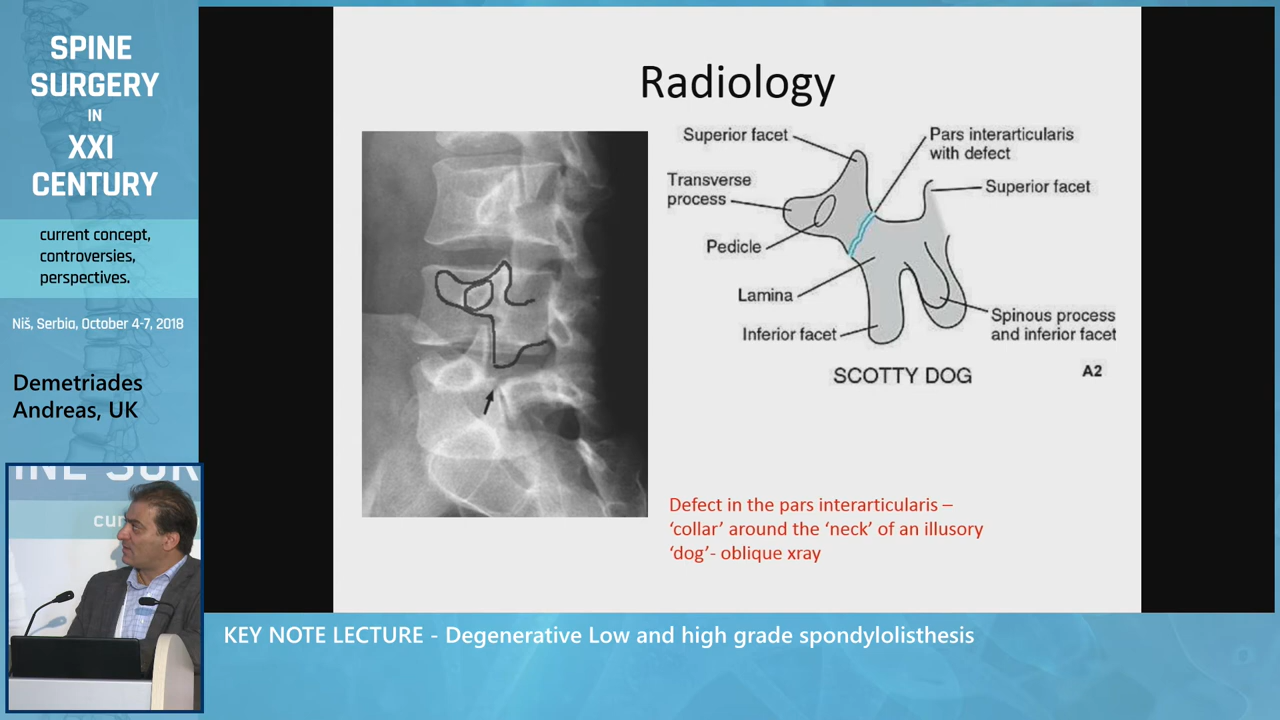 SPINE
SURGERY
IN
XXI
CENTURY
current concept,
controversies,
perspectives.
Niš, Serbia, October 4-7, 2018
Demetriades
Andreas, UK
INE SUR
cur
Radiology
Superior facet
Pars interarticularis
with defect
Transverse
process
Superior facet
Pedicle
Lamina
Inferior facet
Spinous process
and inferior facet
SCOTTY DOG
A2
Defect in the pars interarticularis –
‘collar’ around the ‘neck’ of an illusory
‘dog’- oblique xray
KEY NOTE LECTURE - Degenerative Low and high grade spondylolisthesis